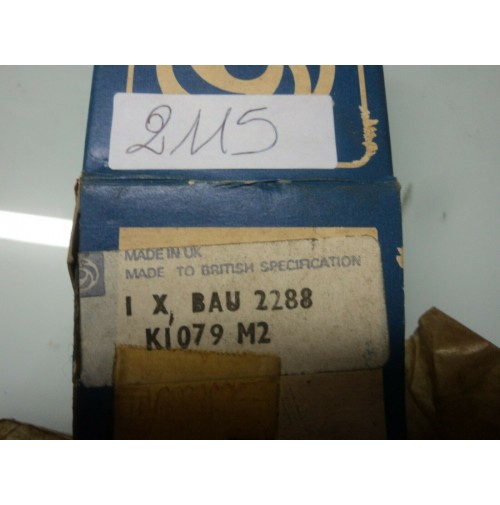 2115
MADE IN UK
MADE TO BRITISH SPECIFICATION
1 X, BAU 2288
K1079 M2